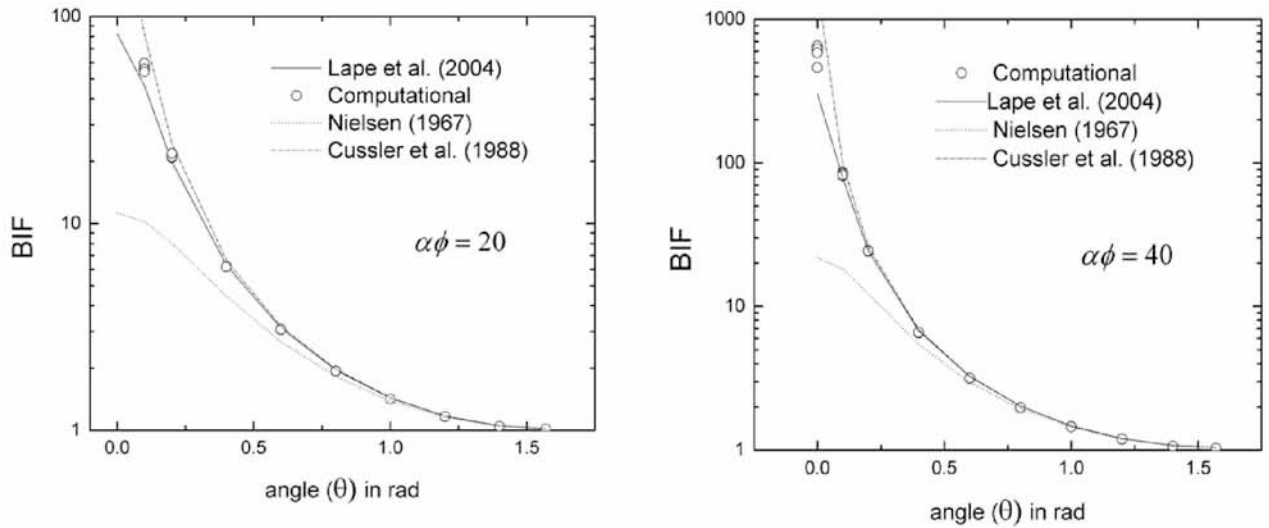 100
10
1
BIF
0.0 0.5 1.0 1.5
angle (θ) in rad
Lape et al. (2004)
Computational
Nielsen (1967)
Cussler et al. (1988)
αϕ = 20
1000
100
10
1
BIF
0.0 0.5 1.0 1.5
angle (θ) in rad
Computational
Lape et al. (2004)
Nielsen (1967)
Cussler et al. (1988)
αϕ = 40